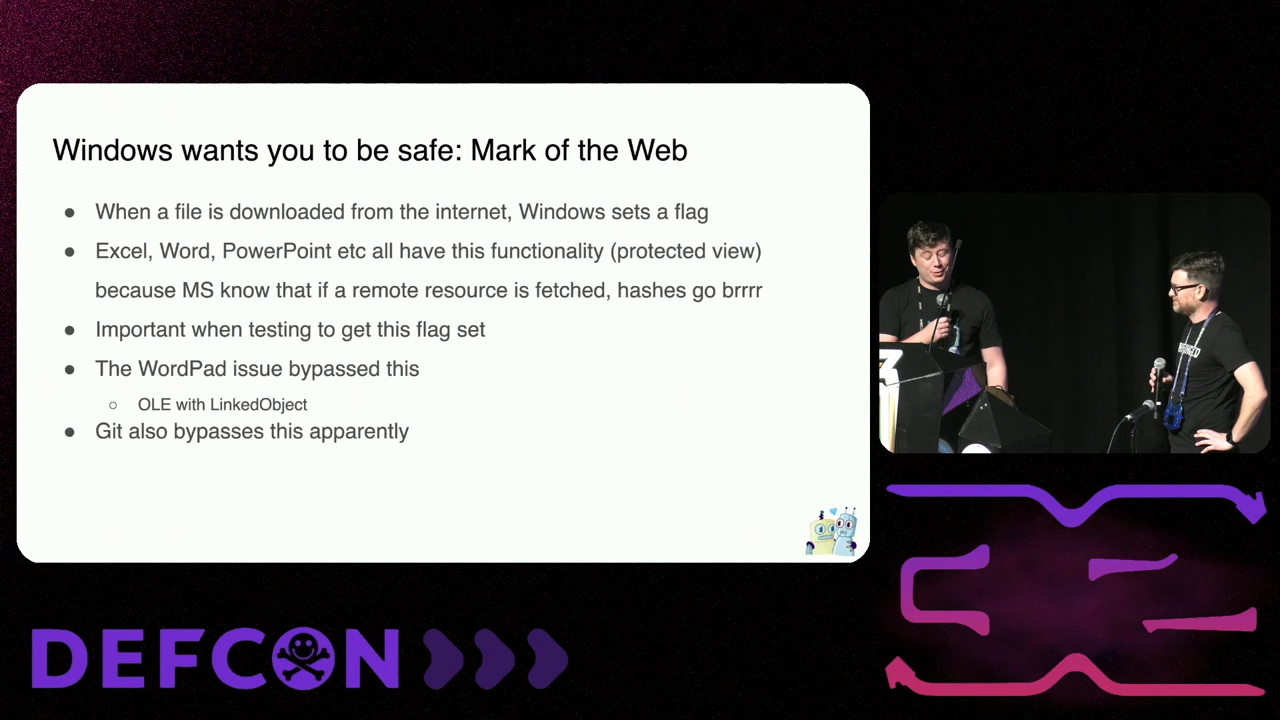 Windows wants you to be safe: Mark of the Web
● When a file is downloaded from the internet, Windows sets a flag
● Excel, Word, PowerPoint etc all have this functionality (protected view)
because MS know that if a remote resource is fetched, hashes go brrrr
● Important when testing to get this flag set
● The WordPad issue bypassed this
○ OLE with LinkedObject
● Git also bypasses this apparently
DEFCON